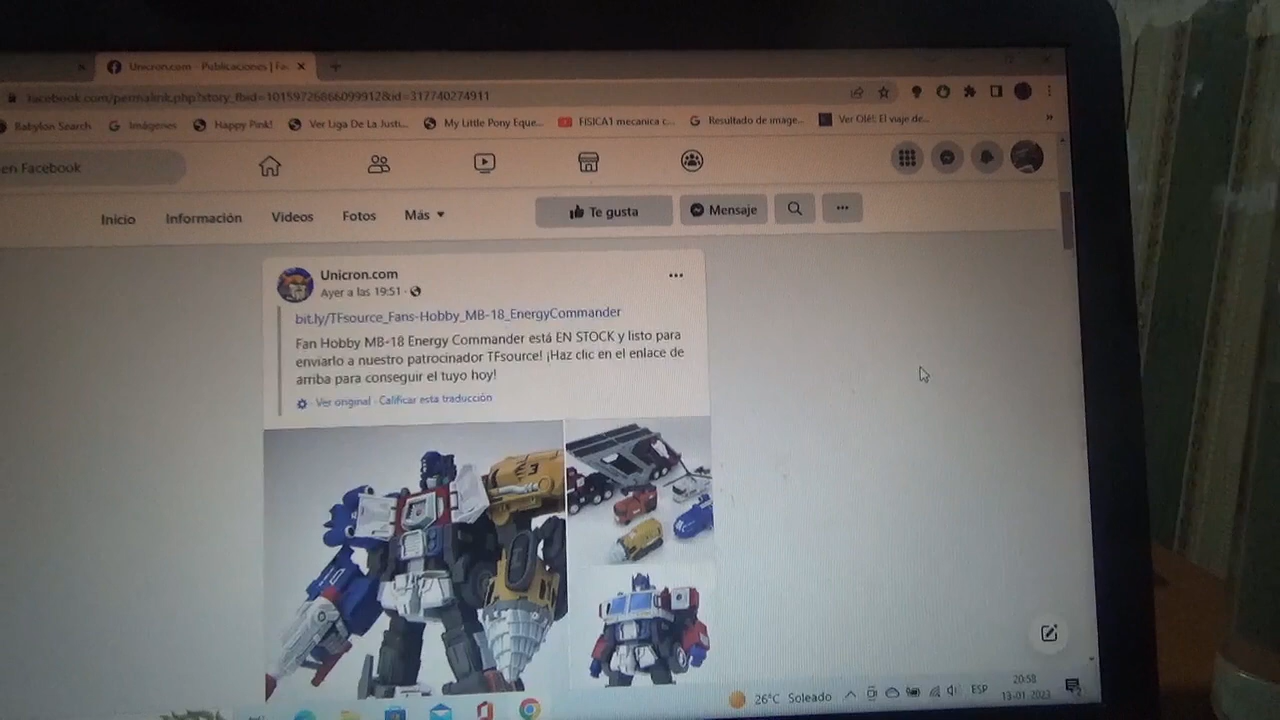 Unicron.com - Publicaciones | Fa
facebook.com/permalink.php?story_fbid=10159726866099912&id=317740274911
Babylon Search
Imágenes
Happy Pink!
Ver Liga De La Justi...
My Little Pony Eque...
FISICA1 mecanica c...
Resultado de image...
Ver Olé!: El viaje de...
»
en Facebook
Inicio
Información
Videos
Fotos
Más
Te gusta
Mensaje
Unicron.com
Ayer a las 19:51 ·
bit.ly/TFsource_Fans-Hobby_MB-18_EnergyCommander
Fan Hobby MB-18 Energy Commander está EN STOCK y listo para
enviarlo a nuestro patrocinador TFsource! ¡Haz clic en el enlace de
arriba para conseguir el tuyo hoy!
· Ver original · Calificar esta traducción
3
26°C Soleado
ESP
20:58
13-01-2023